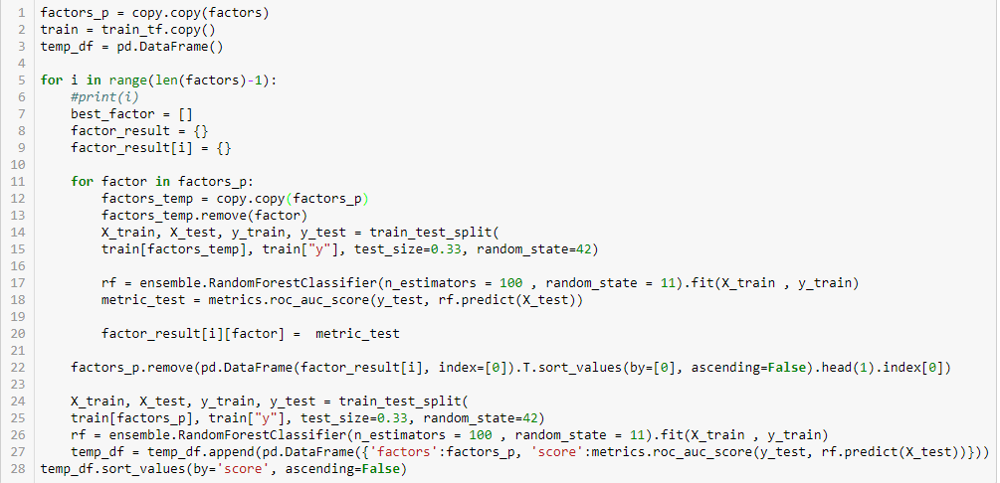 1 factors_p = copy.copy(factors)
2 train = train_tf.copy()
3 temp_df = pd.DataFrame()
4
5 for i in range(len(factors)-1):
6     #print(i)
7     best_factor = []
8     factor_result = {}
9     factor_result[i] = {}
10
11     for factor in factors_p:
12         factors_temp = copy.copy(factors_p)
13         factors_temp.remove(factor)
14         X_train, X_test, y_train, y_test = train_test_split(
15         train[factors_temp], train["y"], test_size=0.33, random_state=42)
16
17         rf = ensemble.RandomForestClassifier(n_estimators = 100 , random_state = 11).fit(X_train , y_train)
18         metric_test = metrics.roc_auc_score(y_test, rf.predict(X_test))
19
20         factor_result[i][factor] =  metric_test
21
22     factors_p.remove(pd.DataFrame(factor_result[i], index=[0]).T.sort_values(by=[0], ascending=False).head(1).index[0])
23
24     X_train, X_test, y_train, y_test = train_test_split(
25     train[factors_p], train["y"], test_size=0.33, random_state=42)
26     rf = ensemble.RandomForestClassifier(n_estimators = 100 , random_state = 11).fit(X_train , y_train)
27     temp_df = temp_df.append(pd.DataFrame({'factors':factors_p, 'score':metrics.roc_auc_score(y_test, rf.predict(X_test))}))
28 temp_df.sort_values(by='score', ascending=False)